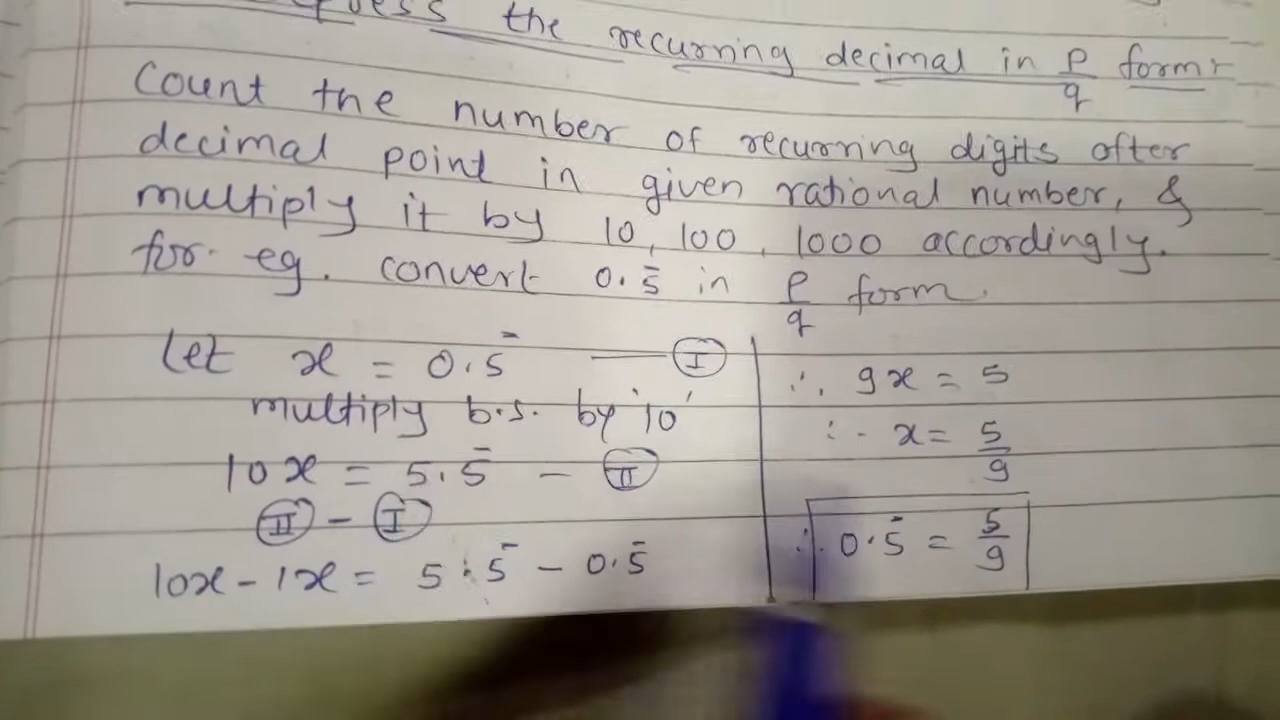 the recurring decimal in p/q form:
Count the number of recurring digits after
decimal point in given rational number, &
multiply it by 10, 100, 1000 accordingly.
for eg. convert 0.5̄ in p/q form.
Let x = 0.5̄ — I
multiply b.s. by '10'
10x = 5.5̄ — II
II - I
10x - 1x = 5.5̄ - 0.5̄
∴ 9x = 5
∴ x = 5/9
∴ 0.5̄ = 5/9